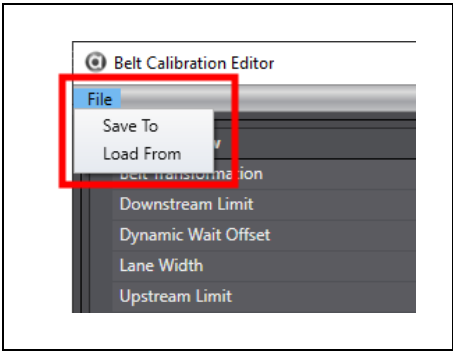 Belt Calibration Editor
File
Save To
Load From
Belt Transformation
Downstream Limit
Dynamic Wait Offset
Lane Width
Upstream Limit